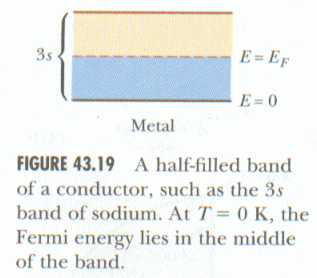 3s
E = E_F
E = 0
Metal
FIGURE 43.19 A half-filled band
of a conductor, such as the 3s
band of sodium. At T = 0 K, the
Fermi energy lies in the middle
of the band.